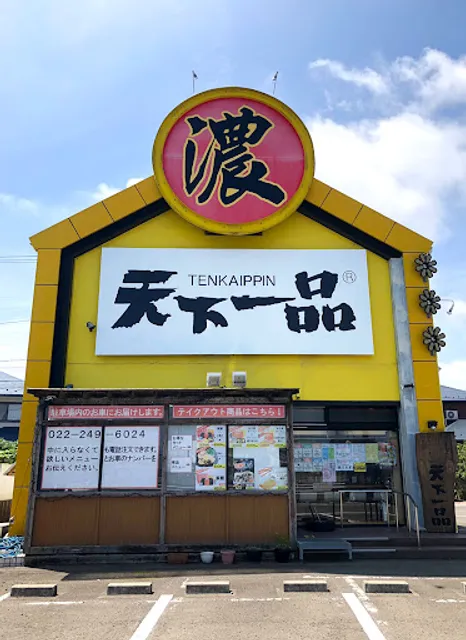 濃
TENKAIPPIN
天下一品®
駐車場内のお車にお届けします。
テイクアウト商品はこちら!
022-249-6024
中に入らなくて
欲しいメニュー
をお伝えください。
も電話注文できます。
とお車のナンバーを
天下一品